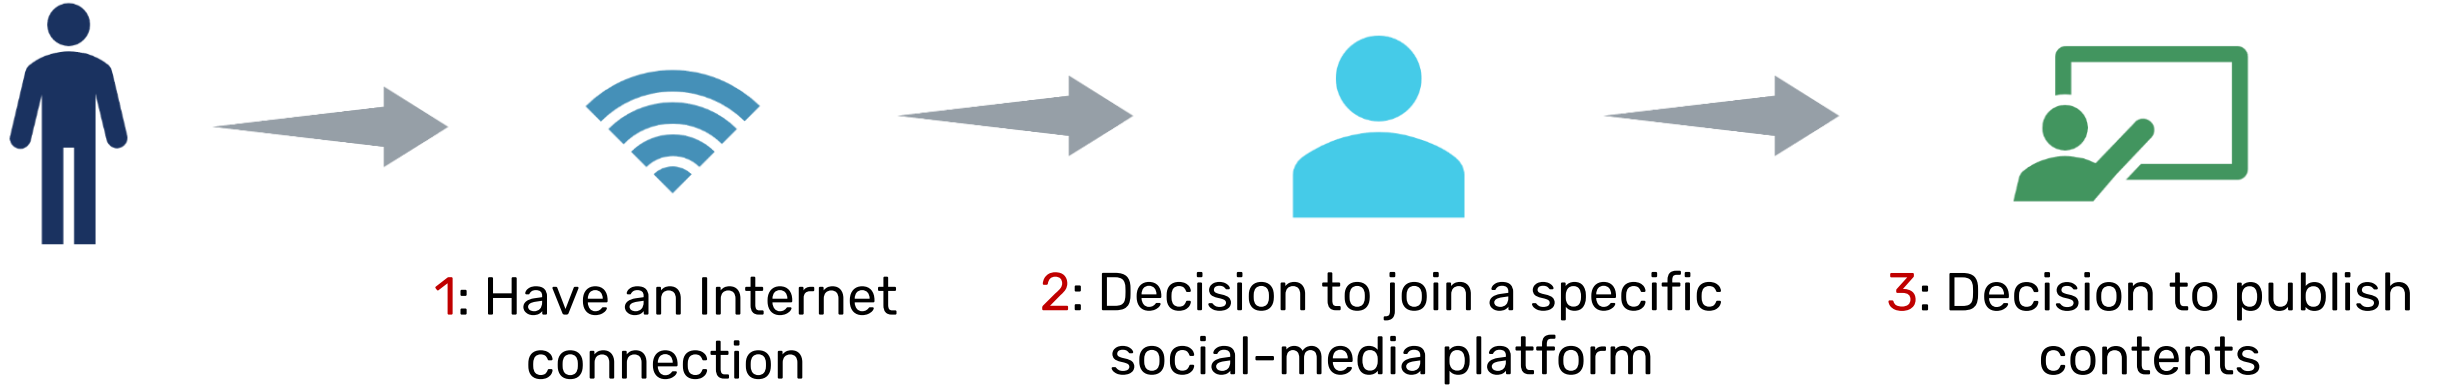 1: Have an Internet
connection
2: Decision to join a specific
social-media platform
3: Decision to publish
contents